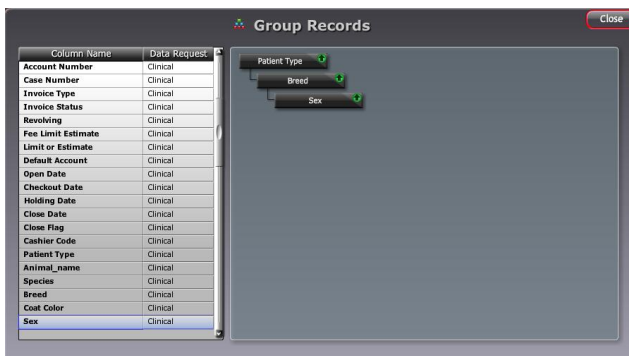 Group Records
Close
Column Name Data Request
Account Number Clinical
Case Number Clinical
Invoice Type Clinical
Invoice Status Clinical
Revolving Clinical
Fee Limit Estimate Clinical
Limit or Estimate Clinical
Default Account Clinical
Open Date Clinical
Checkout Date Clinical
Holding Date Clinical
Close Date Clinical
Close Flag Clinical
Cashier Code Clinical
Patient Type Clinical
Animal_name Clinical
Species Clinical
Breed Clinical
Coat Color Clinical
Sex Clinical
Patient Type
Breed
Sex